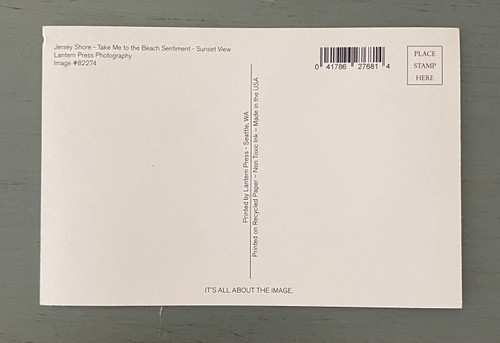 Jersey Shore - Take Me to the Beach Sentiment - Sunset View
Lantern Press Photography
Image #82274
0 41786 27681 4
PLACE
STAMP
HERE
Printed by Lantern Press - Seattle, WA
Printed on Recycled Paper - Non Toxic Ink - Made in the USA
IT'S ALL ABOUT THE IMAGE.